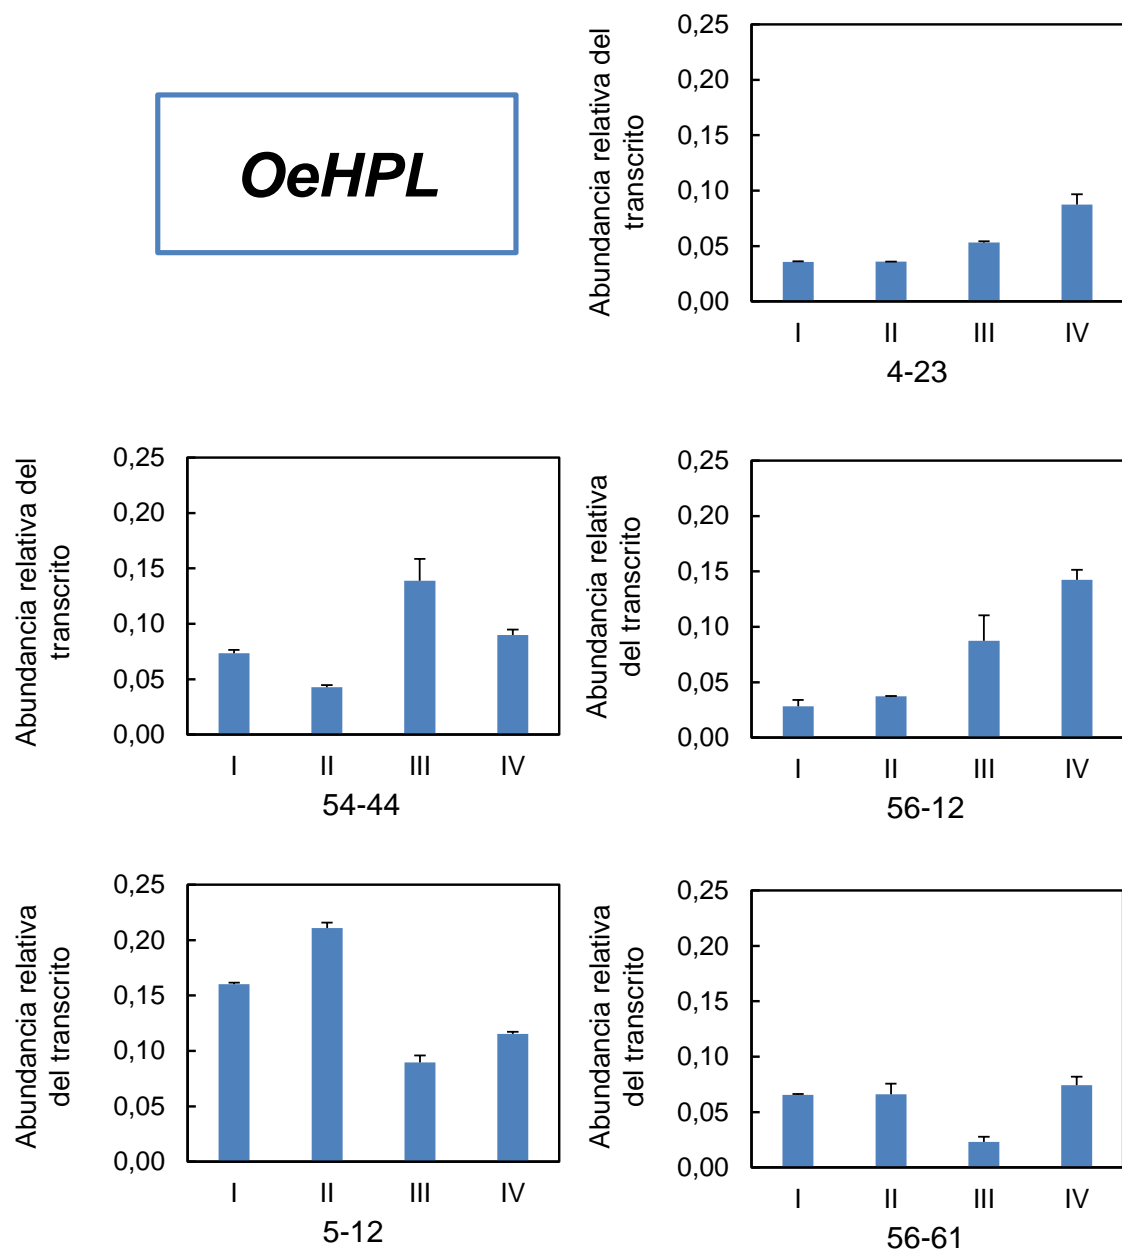 OeHPL
Abundancia relativa del
transcrito
0,25
0,20
0,15
0,10
0,05
0,00
I II III IV
4-23
Abundancia relativa del
transcrito
0,25
0,20
0,15
0,10
0,05
0,00
I II III IV
54-44
Abundancia relativa
del transcrito
0,25
0,20
0,15
0,10
0,05
0,00
I II III IV
56-12
Abundancia relativa
del transcrito
0,25
0,20
0,15
0,10
0,05
0,00
I II III IV
5-12
Abundancia relativa
del transcrito
0,25
0,20
0,15
0,10
0,05
0,00
I II III IV
56-61